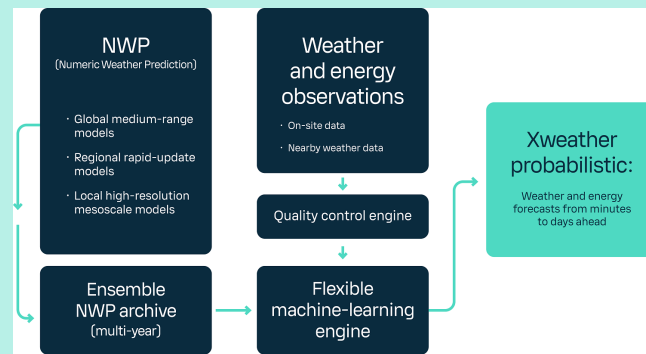 NWP
(Numeric Weather Prediction)
· Global medium-range
models
· Regional rapid-update
models
· Local high-resolution
mesoscale models
Ensemble
NWP archive
(multi-year)
Weather
and energy
observations
· On-site data
· Nearby weather data
Quality control engine
Flexible
machine-learning
engine
Xweather
probabilistic:
Weather and energy
forecasts from minutes
to days ahead